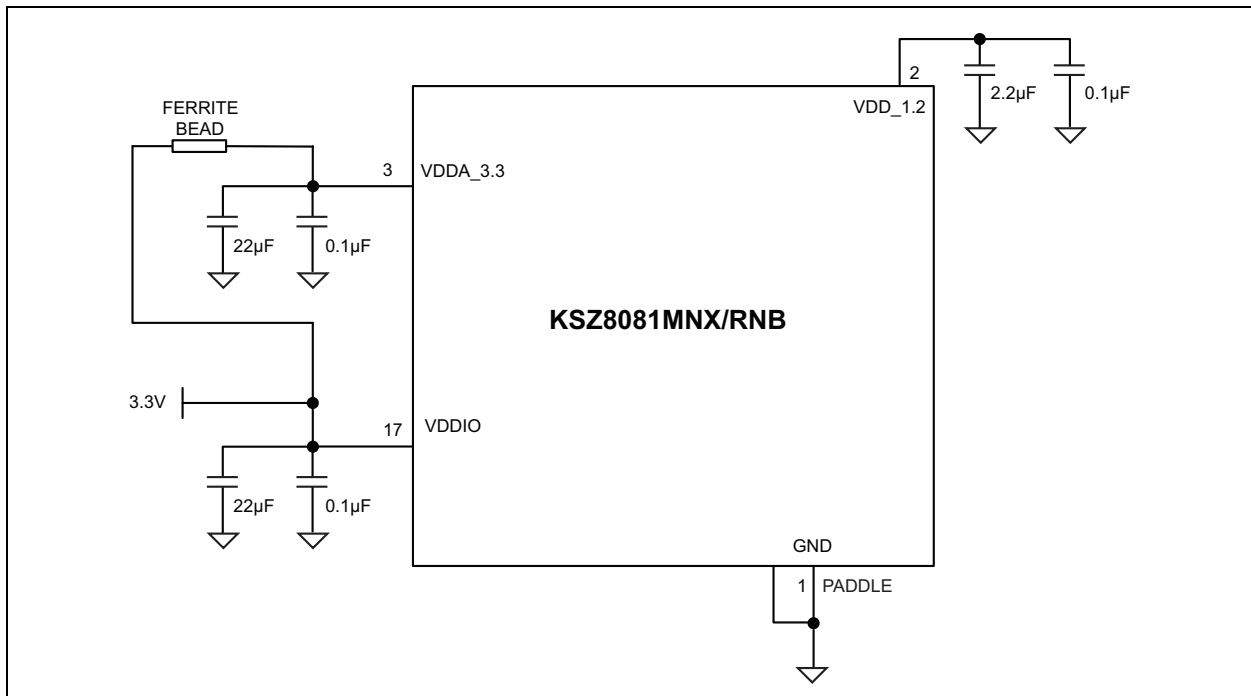 2
VDD_1.2
2.2µF
0.1µF
FERRITE
BEAD
3
VDDA_3.3
22µF
0.1µF
KSZ8081MNX/RNB
3.3V
17
VDDIO
22µF
0.1µF
GND
1
PADDLE